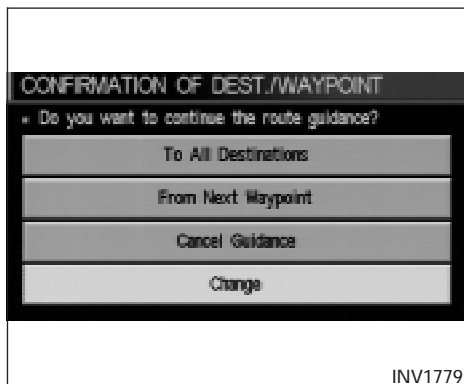 CONFIRMATION OF DEST./WAYPOINT
- Do you want to continue the route guidance?
To All Destinations
From Next Waypoint
Cancel Guidance
Change
INV1779